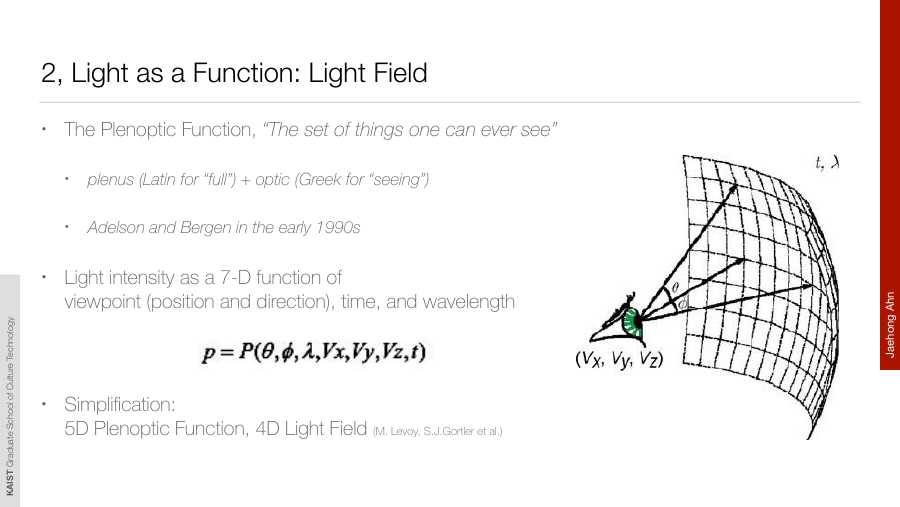 2, Light as a Function: Light Field
• The Plenoptic Function, “The set of things one can ever see”
• plenus (Latin for “full”) + optic (Greek for “seeing”)
• Adelson and Bergen in the early 1990s
• Light intensity as a 7-D function of
viewpoint (position and direction), time, and wavelength
p = P(θ,ϕ,λ,Vx,Vy,Vz,t)
• Simplification:
5D Plenoptic Function, 4D Light Field (M. Levoy, S.J.Gortler et al.)
t, λ
θ
ϕ
(Vx, Vy, Vz)
Jaehong Ahn
KAIST Graduate School of Culture Technology